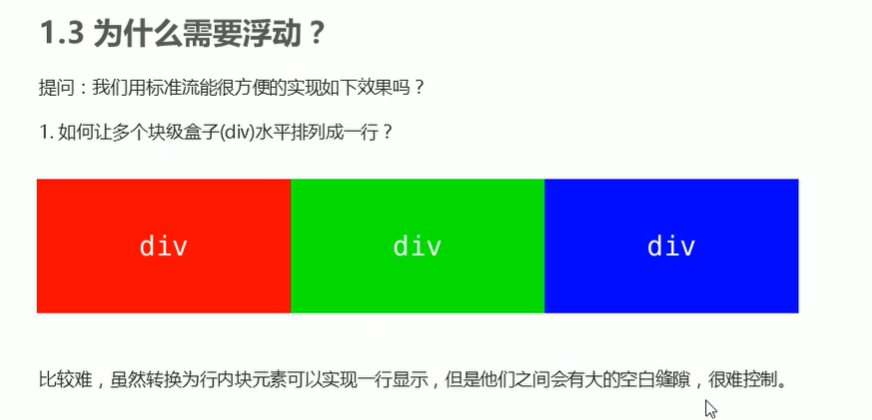 1.3 为什么需要浮动？
提问：我们用标准流能很方便的实现如下效果吗？
1. 如何让多个块级盒子(div)水平排列成一行？
div div div
比较难，虽然转换为行内块元素可以实现一行显示，但是他们之间会有大的空白缝隙，很难控制。